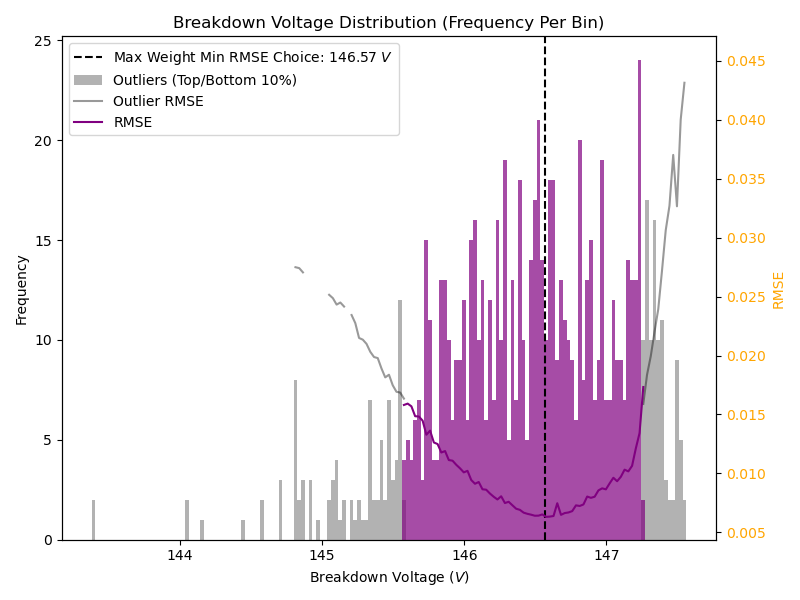 Breakdown Voltage Distribution (Frequency Per Bin)
Max Weight Min RMSE Choice: 146.57 V
Outliers (Top/Bottom 10%)
Outlier RMSE
RMSE
25
20
15
10
5
0
Frequency
0.045
0.040
0.035
0.030
0.025
0.020
0.015
0.010
0.005
RMSE
144
145
146
147
Breakdown Voltage (V)